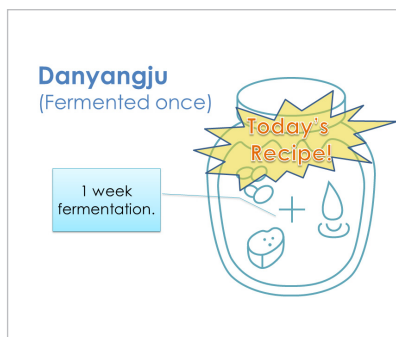 Danyangju
(Fermented once)
Today's
Recipe!
1 week
fermentation.